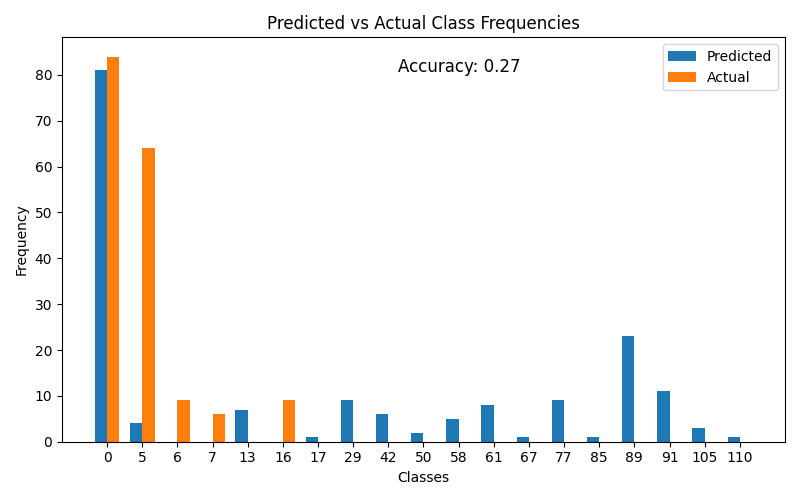 Predicted vs Actual Class Frequencies
Accuracy: 0.27
Predicted
Actual
Frequency
80
70
60
50
40
30
20
10
0
0 5 6 7 13 16 17 29 42 50 58 61 67 77 85 89 91 105 110
Classes